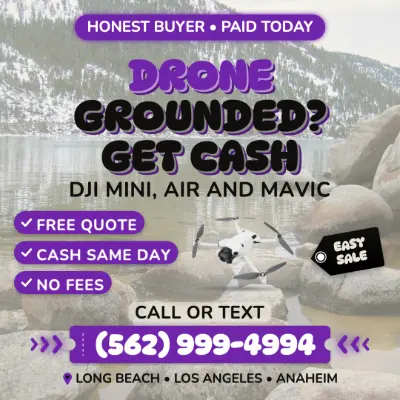 HONEST BUYER • PAID TODAY
DRONE
GROUNDED?
GET CASH
DJI MINI, AIR AND MAVIC
FREE QUOTE
CASH SAME DAY
NO FEES
EASY
SALE
CALL OR TEXT
(562) 999-4994
LONG BEACH • LOS ANGELES • ANAHEIM